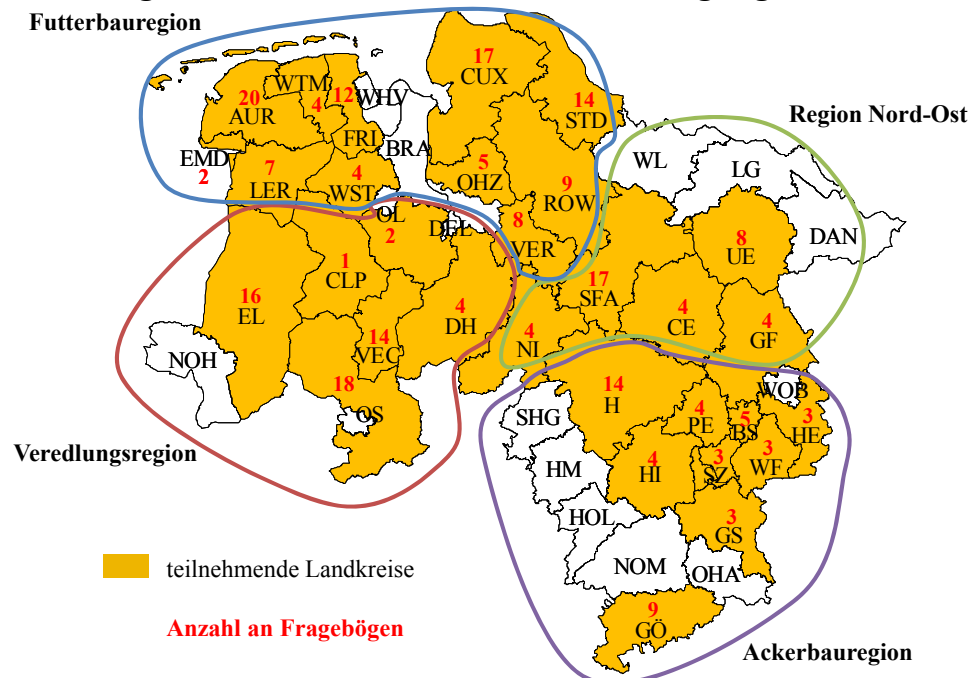 Futterbauregion
17
CUX
WTM
12
WHV
20
AUR
4
14
STD
FRI
BRA
EMD
2
7
LER
4
WST
5
OHZ
9
ROW
Region Nord-Ost
WL
LG
OL
2
DEL
8
VER
DAN
8
UE
1
CLP
17
SFA
16
EL
4
DH
4
CE
4
GF
4
NI
14
VEC
NOH
18
OS
14
H
WOB
SHG
4
PE
5
BS
3
HE
Veredlungsregion
HM
4
HI
3
SZ
3
WF
HOL
3
GS
NOM
OHA
teilnehmende Landkreise
9
GÖ
Anzahl an Fragebögen
Ackerbauregion